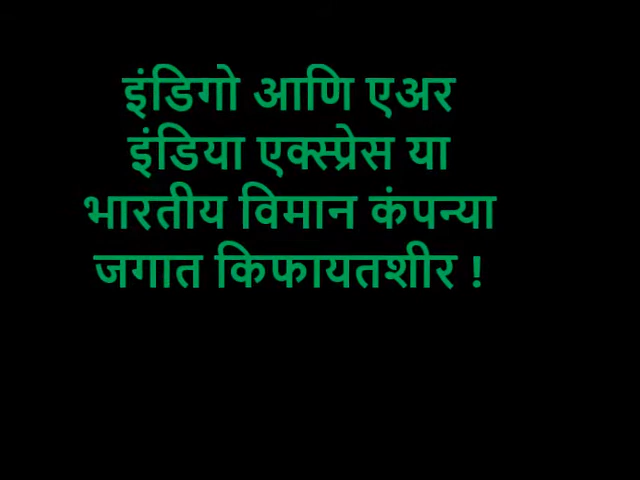 इंडिगो आणि एअर
इंडिया एक्स्प्रेस या
भारतीय विमान कंपन्या
जगात किफायतशीर !